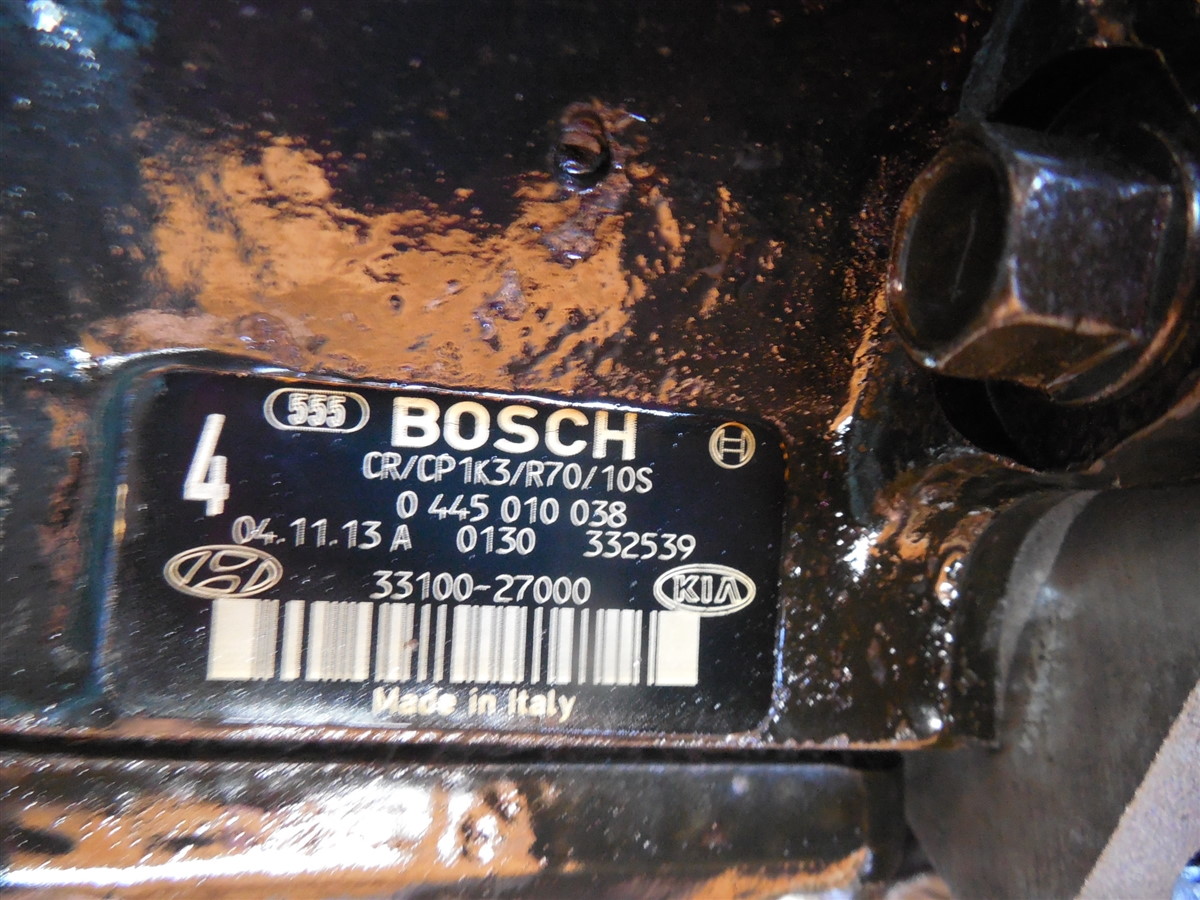 555 BOSCH
4
CR/CP1K3/R70/10S
0 445 010 038
04.11.13 A 0130 332539
33100-27000 KIA
Made in Italy